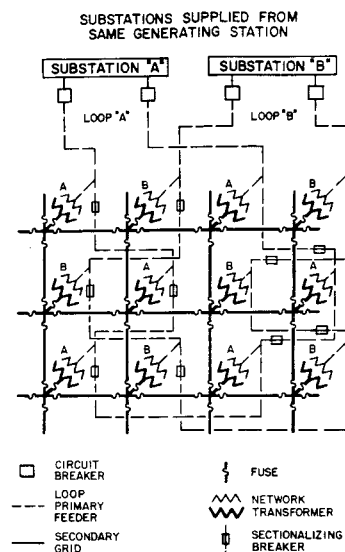 SUBSTATIONS SUPPLIED FROM
SAME GENERATING STATION
SUBSTATION "A"
SUBSTATION "B"
LOOP "A"
LOOP "B"
A
B
A
B
B
A
B
A
A
B
A
B
CIRCUIT
BREAKER
LOOP
PRIMARY
FEEDER
SECONDARY
GRID
FUSE
NETWORK
TRANSFORMER
SECTIONALIZING
BREAKER